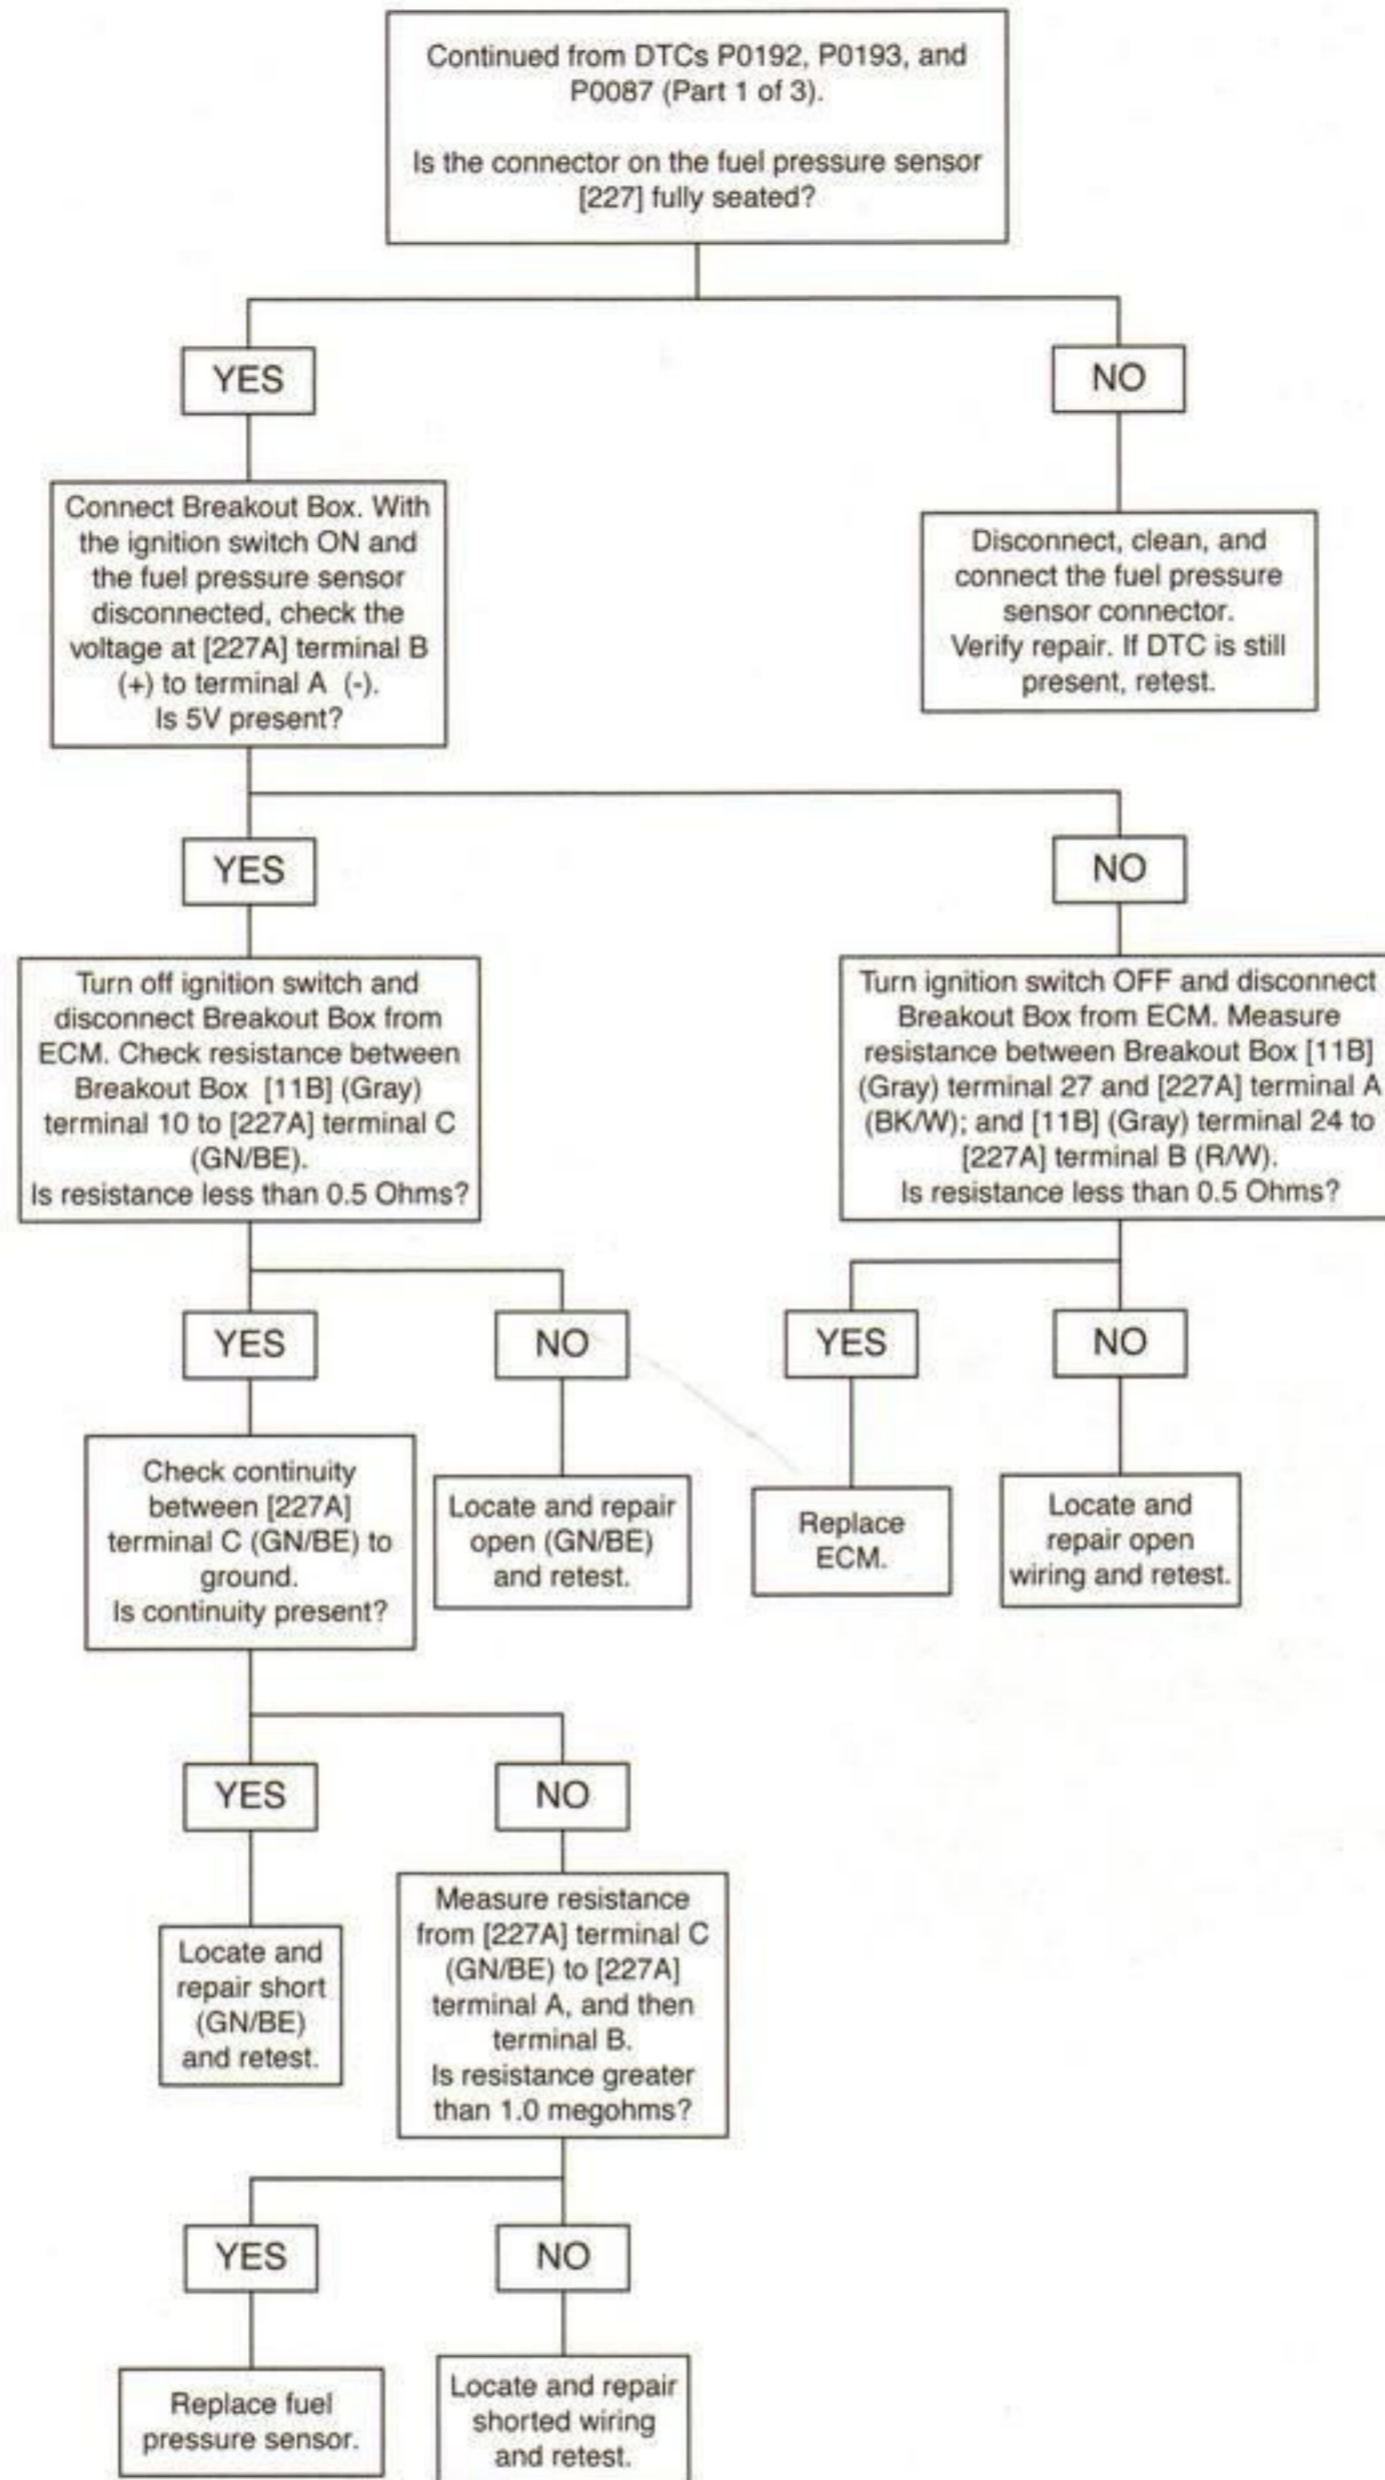 Continued from DTCs P0192, P0193, and
P0087 (Part 1 of 3).
Is the connector on the fuel pressure sensor
[227] fully seated?
YES
NO
Connect Breakout Box. With
the ignition switch ON and
the fuel pressure sensor
disconnected, check the
voltage at [227A] terminal B
(+) to terminal A (-).
Is 5V present?
Disconnect, clean, and
connect the fuel pressure
sensor connector.
Verify repair. If DTC is still
present, retest.
YES
NO
Turn off ignition switch and
disconnect Breakout Box from
ECM. Check resistance between
Breakout Box [11B] (Gray)
terminal 10 to [227A] terminal C
(GN/BE).
Is resistance less than 0.5 Ohms?
Turn ignition switch OFF and disconnect
Breakout Box from ECM. Measure
resistance between Breakout Box [11B]
(Gray) terminal 27 and [227A] terminal A
(BK/W); and [11B] (Gray) terminal 24 to
[227A] terminal B (R/W).
Is resistance less than 0.5 Ohms?
YES
NO
YES
NO
Check continuity
between [227A]
terminal C (GN/BE) to
ground.
Is continuity present?
Locate and repair
open (GN/BE)
and retest.
Replace
ECM.
Locate and
repair open
wiring and retest.
YES
NO
Locate and
repair short
(GN/BE)
and retest.
Measure resistance
from [227A] terminal C
(GN/BE) to [227A]
terminal A, and then
terminal B.
Is resistance greater
than 1.0 megohms?
YES
NO
Replace fuel
pressure sensor.
Locate and repair
shorted wiring
and retest.